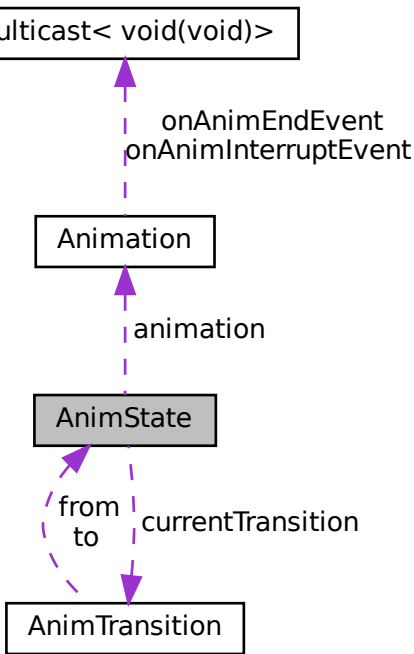 ulticast< void(void)>
onAnimEndEvent
onAnimInterruptEvent
Animation
animation
AnimState
from
to
currentTransition
AnimTransition